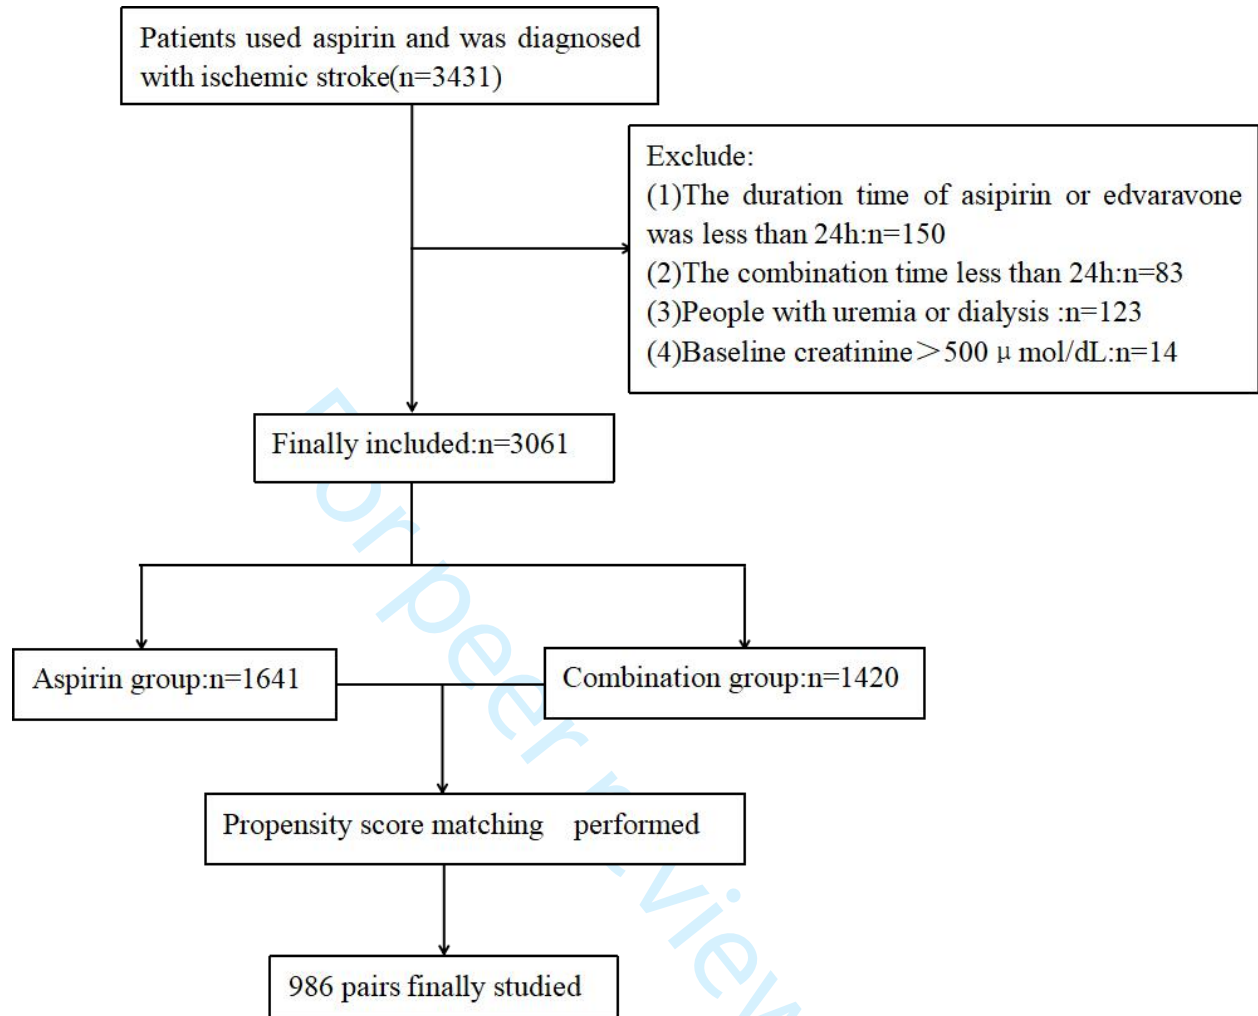 Patients used aspirin and was diagnosed
with ischemic stroke(n=3431)
Exclude:
(1)The duration time of asipirin or edvaravone
was less than 24h:n=150
(2)The combination time less than 24h:n=83
(3)People with uremia or dialysis :n=123
(4)Baseline creatinine＞500 μ mol/dL:n=14
Finally included:n=3061
Aspirin group:n=1641
Combination group:n=1420
Propensity score matching performed
986 pairs finally studied
For peer review